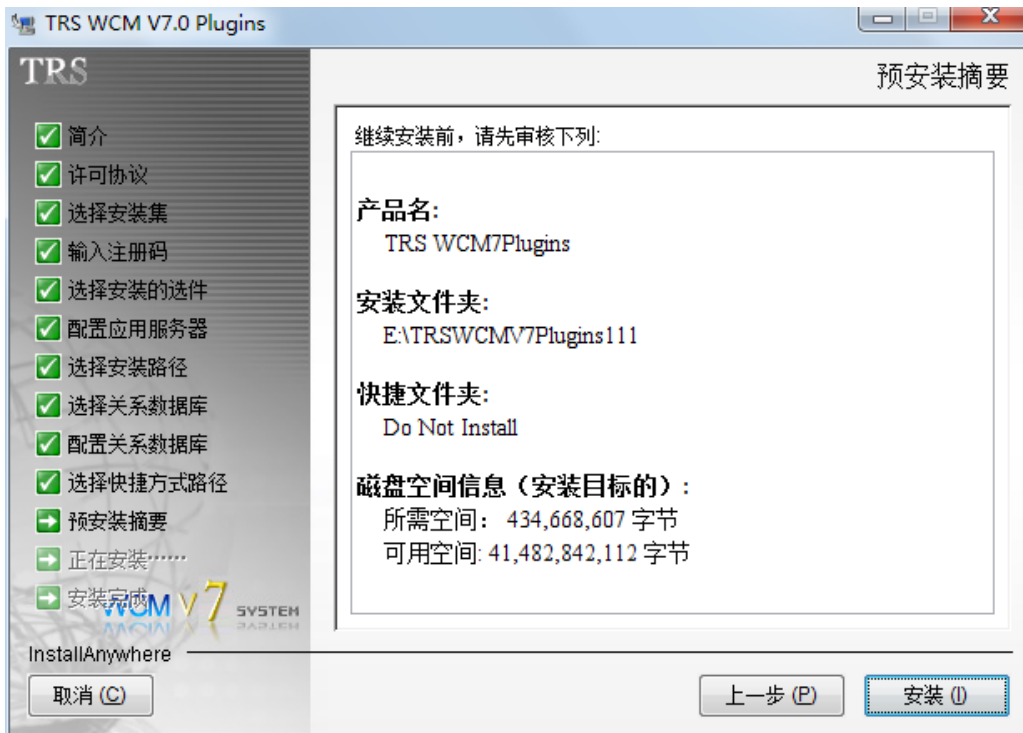 TRS WCM V7.0 Plugins
TRS
预安装摘要
简介
许可协议
选择安装集
输入注册码
选择安装的选件
配置应用服务器
选择安装路径
选择关系数据库
配置关系数据库
选择快捷方式路径
预安装摘要
正在安装……
安装完成
WCM V7 SYSTEM
继续安装前，请先审核下列:
产品名:
TRS WCM7Plugins
安装文件夹:
E:\TRSWCMV7Plugins111
快捷文件夹:
Do Not Install
磁盘空间信息（安装目标的）:
所需空间： 434,668,607 字节
可用空间: 41,482,842,112 字节
InstallAnywhere
取消 (C)
上一步 (P)
安装 (I)